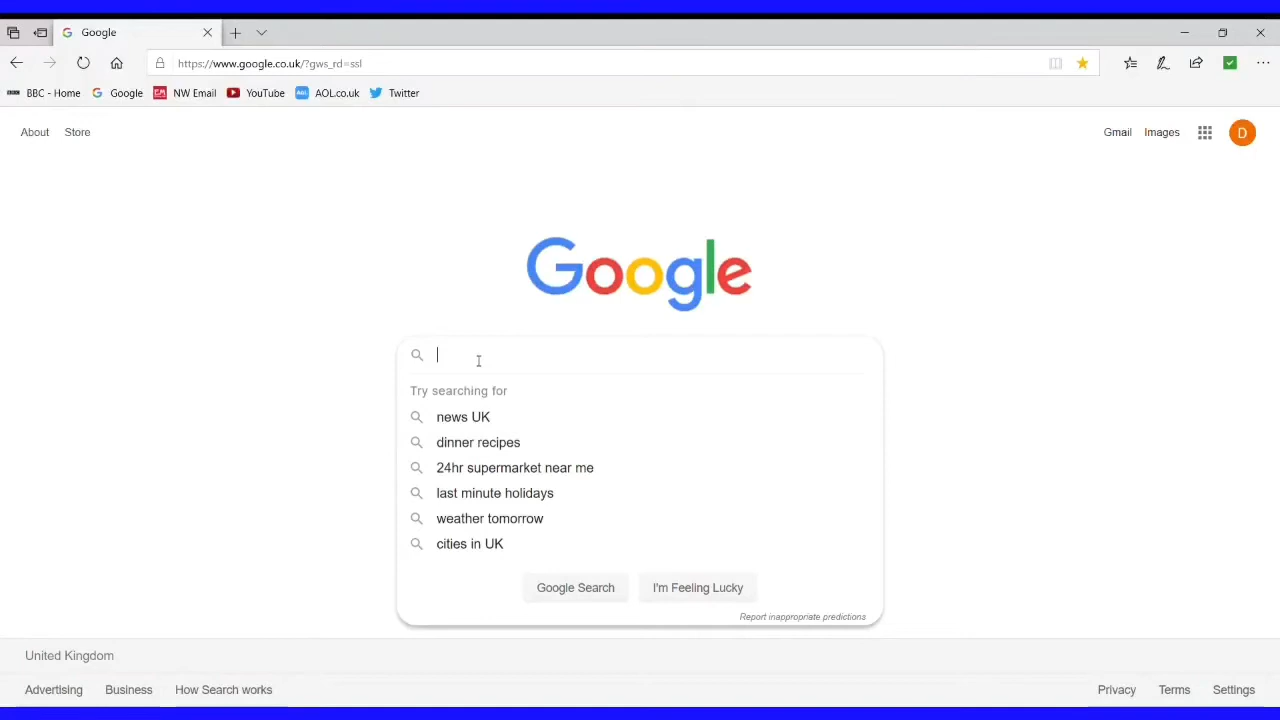 Google
https://www.google.co.uk/?gws_rd=ssl
BBC - Home Google NW Email YouTube AOL.co.uk Twitter
About Store Gmail Images D
Google
Try searching for
news UK
dinner recipes
24hr supermarket near me
last minute holidays
weather tomorrow
cities in UK
Google Search I'm Feeling Lucky
Report inappropriate predictions
United Kingdom
Advertising Business How Search works Privacy Terms Settings